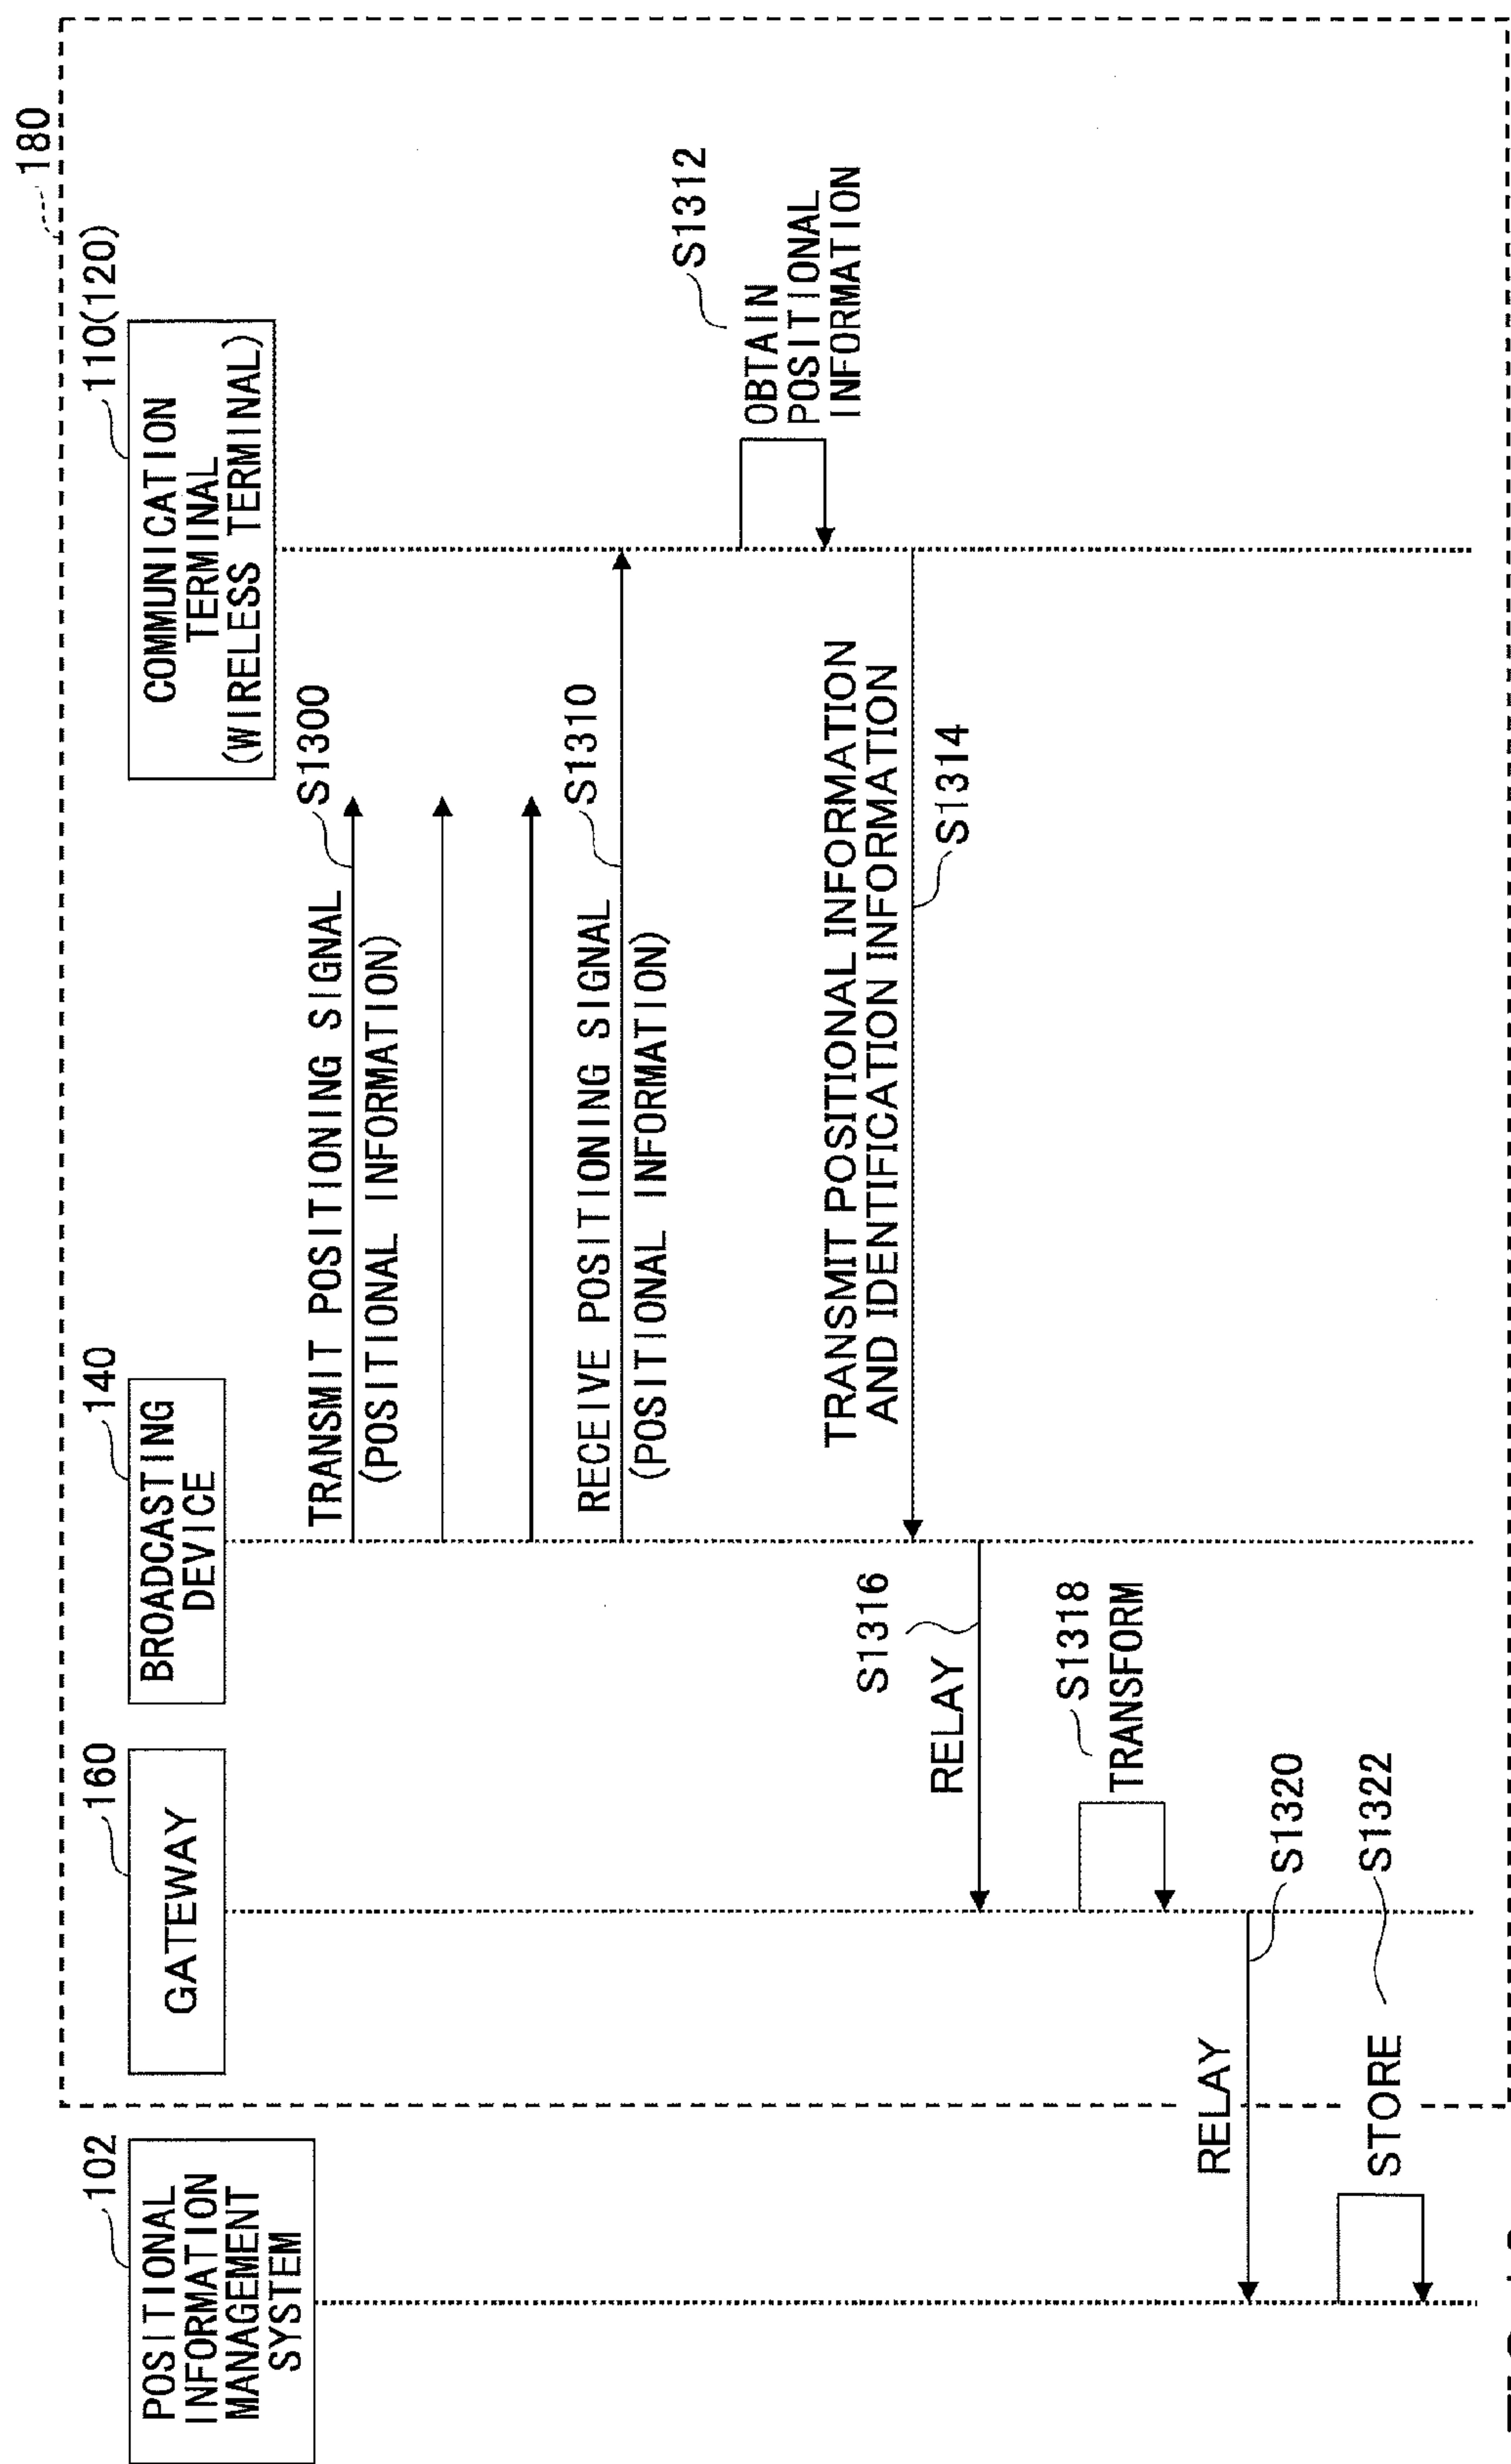 180
102
POSITIONAL
INFORMATION
MANAGEMENT
SYSTEM
160
GATEWAY
140
BROADCASTING
DEVICE
110(120)
COMMUNICATION
TERMINAL
(WIRELESS TERMINAL)
TRANSMIT POSITIONING SIGNAL
(POSITIONAL INFORMATION)
S1300
RECEIVE POSITIONING SIGNAL
(POSITIONAL INFORMATION)
S1310
S1312
OBTAIN
POSITIONAL
INFORMATION
TRANSMIT POSITIONAL INFORMATION
AND IDENTIFICATION INFORMATION
S1314
S1316
RELAY
S1318
TRANSFORM
RELAY
S1320
STORE
S1322